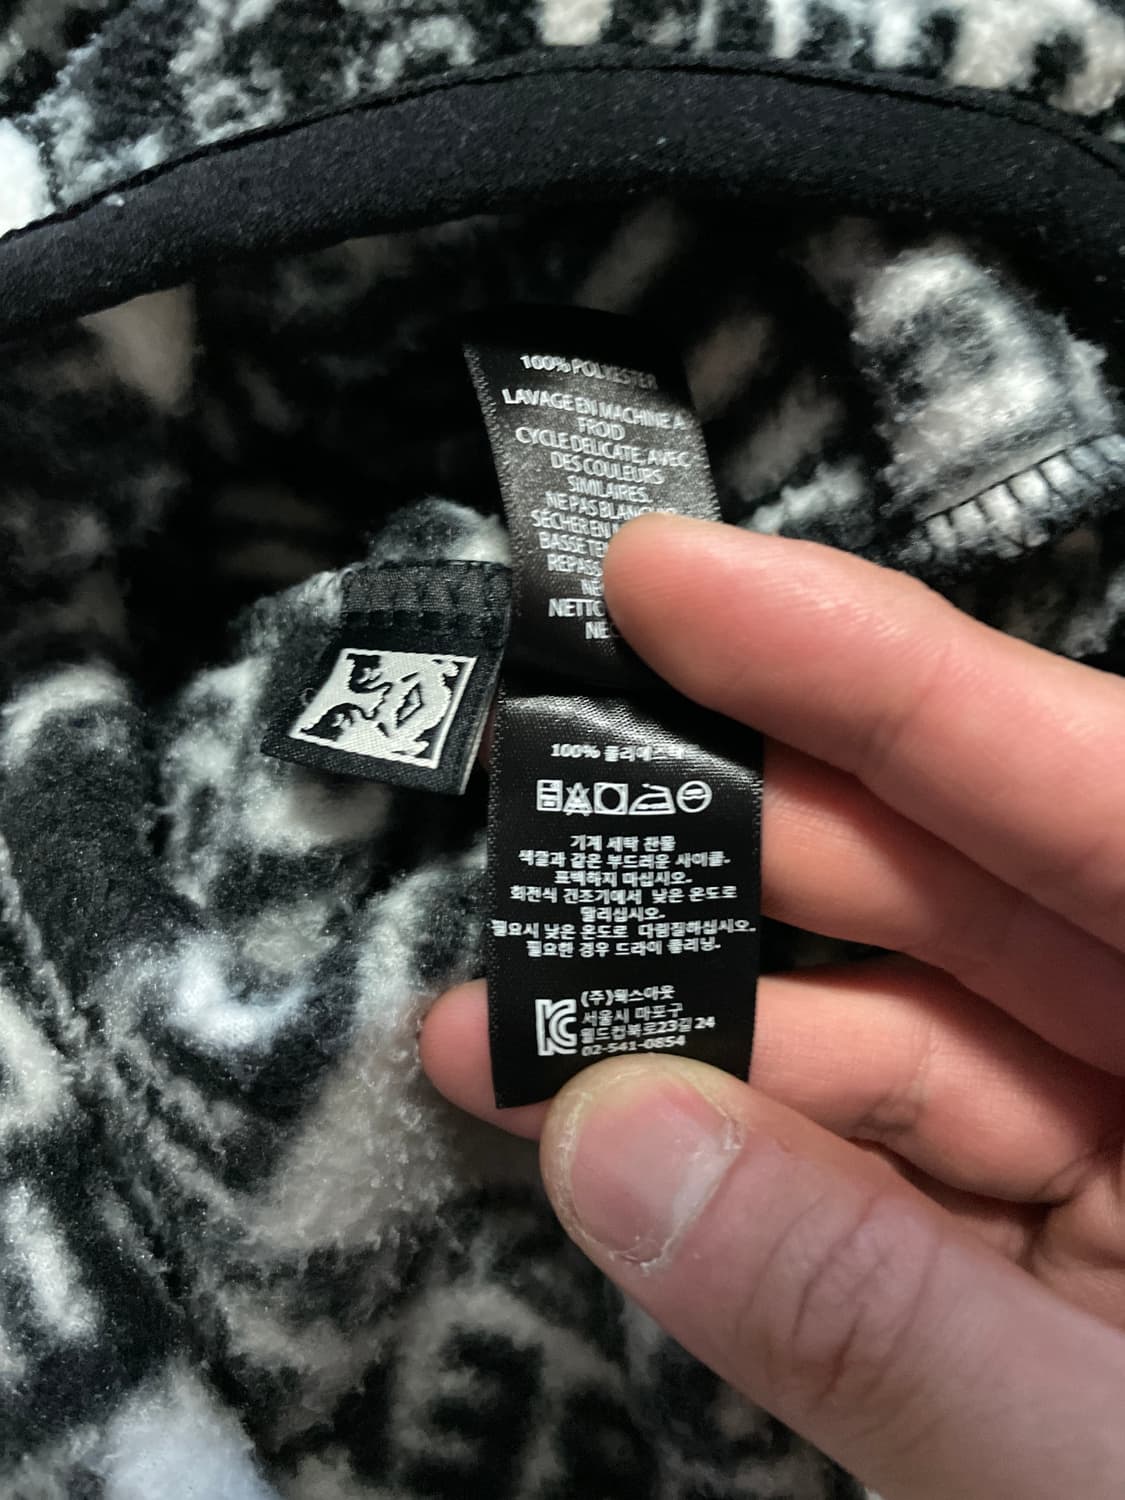 100% POLYESTER
LAVAGE EN MACHINE A
FROID
CYCLE DELICATE, AVEC
DES COULEURS
SIMILAIRES.
NE PAS
SÉCHER EN
BASSE
NE
NE
100% 폴리에스테르
기계 세탁 찬물
색깔과 같은 부드러운 사이클.
표백하지 마십시오.
회전식 건조기에서 낮은 온도로
말리십시오.
필요시 낮은 온도로 다림질하십시오.
필요한 경우 드라이 클리닝.
(주)웍스아웃
서울시 마포구
월드컵북로23길 24
02-541-0854